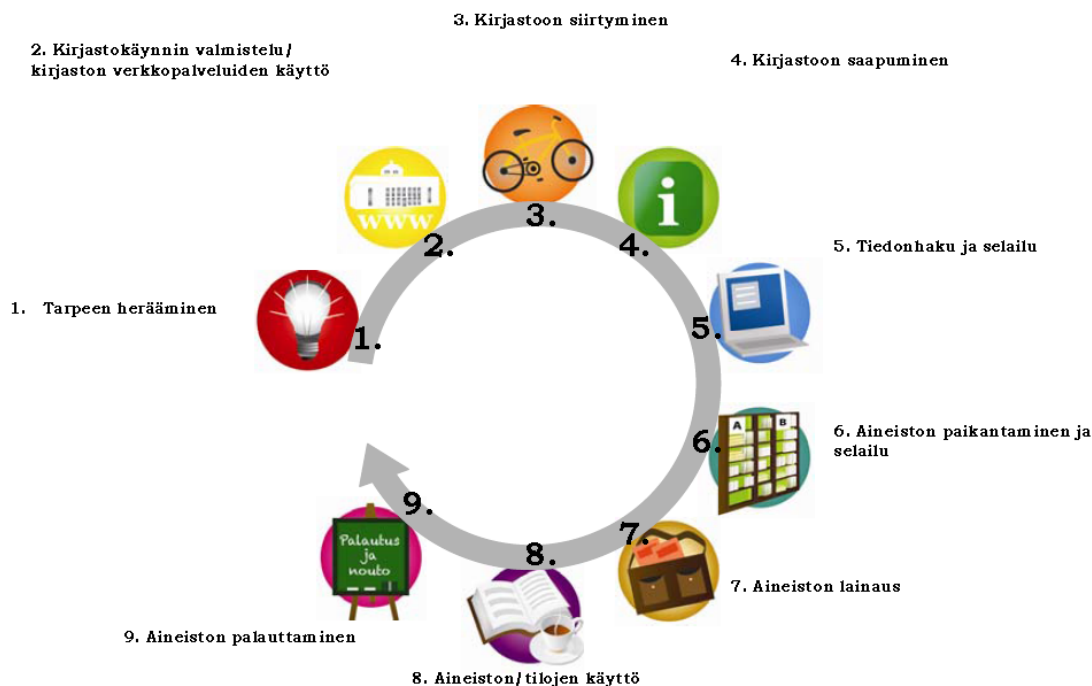 3. Kirjastoon siirtyminen
2. Kirjastokäynnin valmistelu/
kirjaston verkkopalveluiden käyttö
4. Kirjastoon saapuminen
www
i
3.
2.
4.
5. Tiedonhaku ja selailu
1. Tarpeen herääminen
1.
5.
A
B
6.
6. Aineiston paikantaminen ja
selailu
9.
7.
8.
Palautus
ja
nouto
7. Aineiston lainaus
9. Aineiston palauttaminen
8. Aineiston/tilojen käyttö